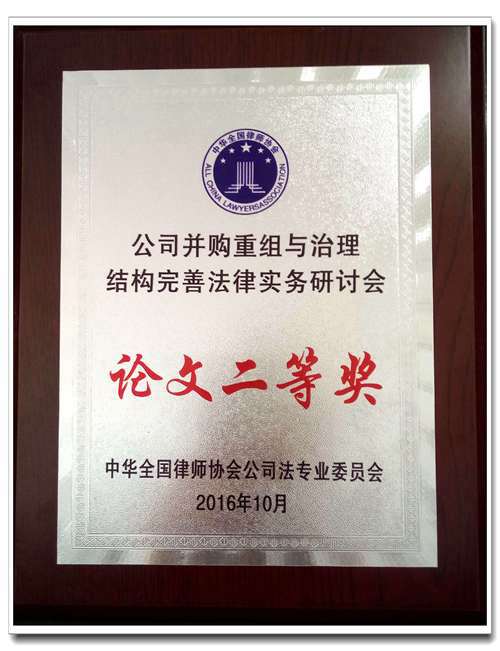 中华全国律师协会
ALL CHINA LAWYERSASSOCIATION
公司并购重组与治理
结构完善法律实务研讨会
论文二等奖
中华全国律师协会公司法专业委员会
2016年10月